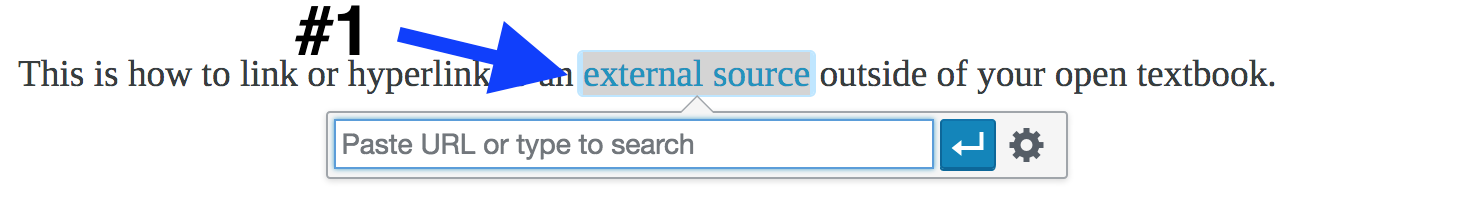 #1
This is how to link or hyperlink an external source outside of your open textbook.
Paste URL or type to search